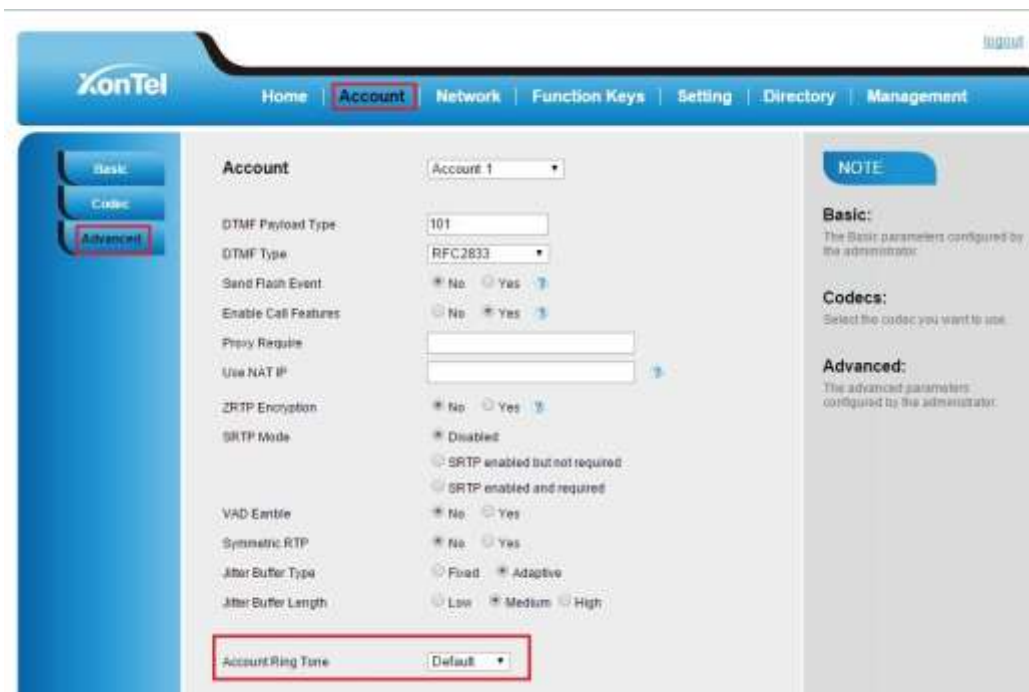 logout
XonTel
Home | Account | Network | Function Keys | Setting | Directory | Management
Basic
Codec
Advanced
Account Account 1
DTMF Payload Type 101
DTMF Type RFC2833
Send Flash Event No Yes ?
Enable Call Features No Yes ?
Proxy Require
Use NAT IP ?
ZRTP Encryption No Yes ?
SRTP Mode Disabled
SRTP enabled but not required
SRTP enabled and required
VAD Eanble No Yes
Symmetric RTP No Yes
Jitter Buffer Type Fixed Adaptive
Jitter Buffer Length Low Medium High
Account Ring Tone Default
NOTE
Basic:
The Basic parameters configured by
the administrator.
Codecs:
Select the codec you want to use.
Advanced:
The advanced parameters
configured by the administrator.